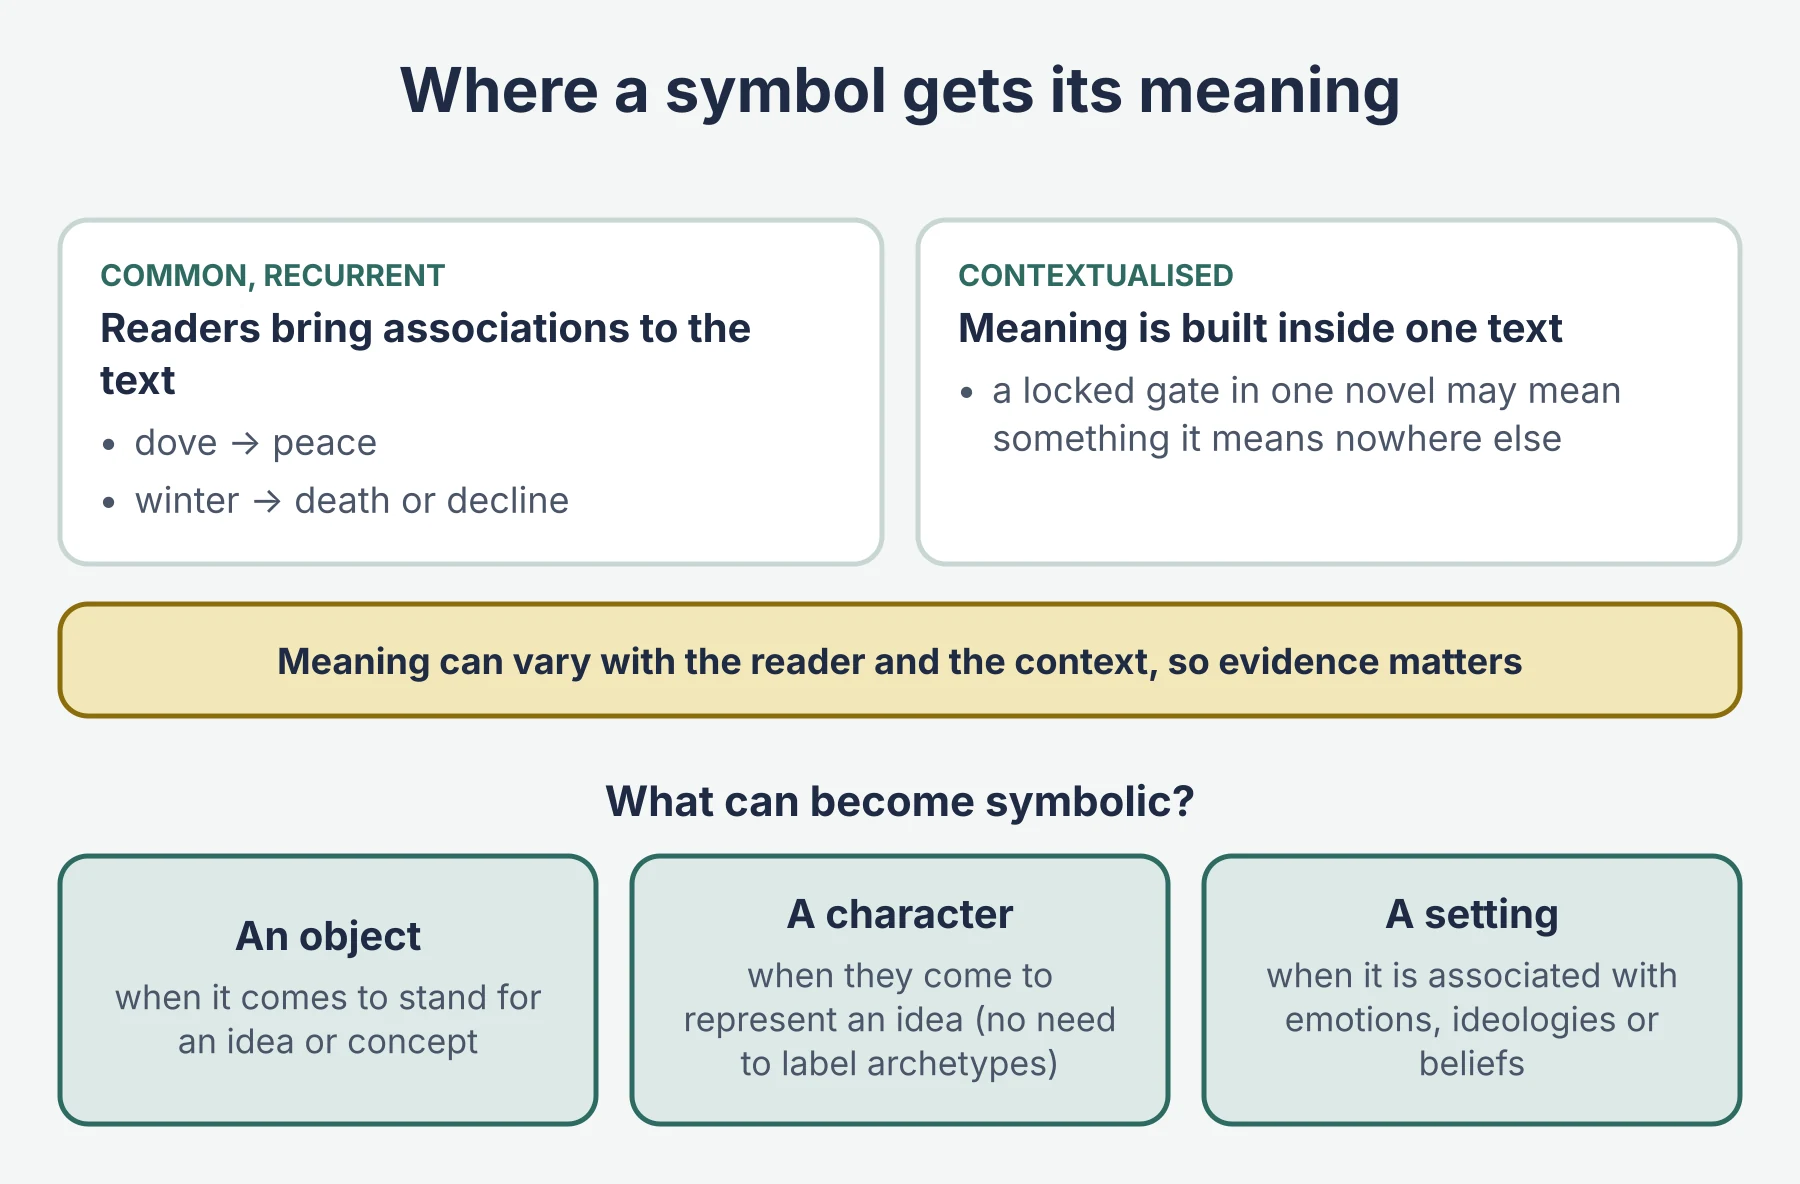 Where a symbol gets its meaning
COMMON, RECURRENT
Readers bring associations to the
text
• dove → peace
• winter → death or decline
CONTEXTUALISED
Meaning is built inside one text
• a locked gate in one novel may mean
something it means nowhere else
Meaning can vary with the reader and the context, so evidence matters
What can become symbolic?
An object
when it comes to stand for
an idea or concept
A character
when they come to
represent an idea (no need
to label archetypes)
A setting
when it is associated with
emotions, ideologies or
beliefs